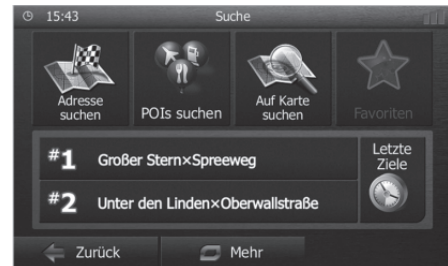 15:43 Suche
Adresse suchen
POIs suchen
Auf Karte suchen
Favoriten
#1 Großer Stern×Spreeweg
#2 Unter den Linden×Oberwallstraße
Letzte Ziele
Zurück
Mehr